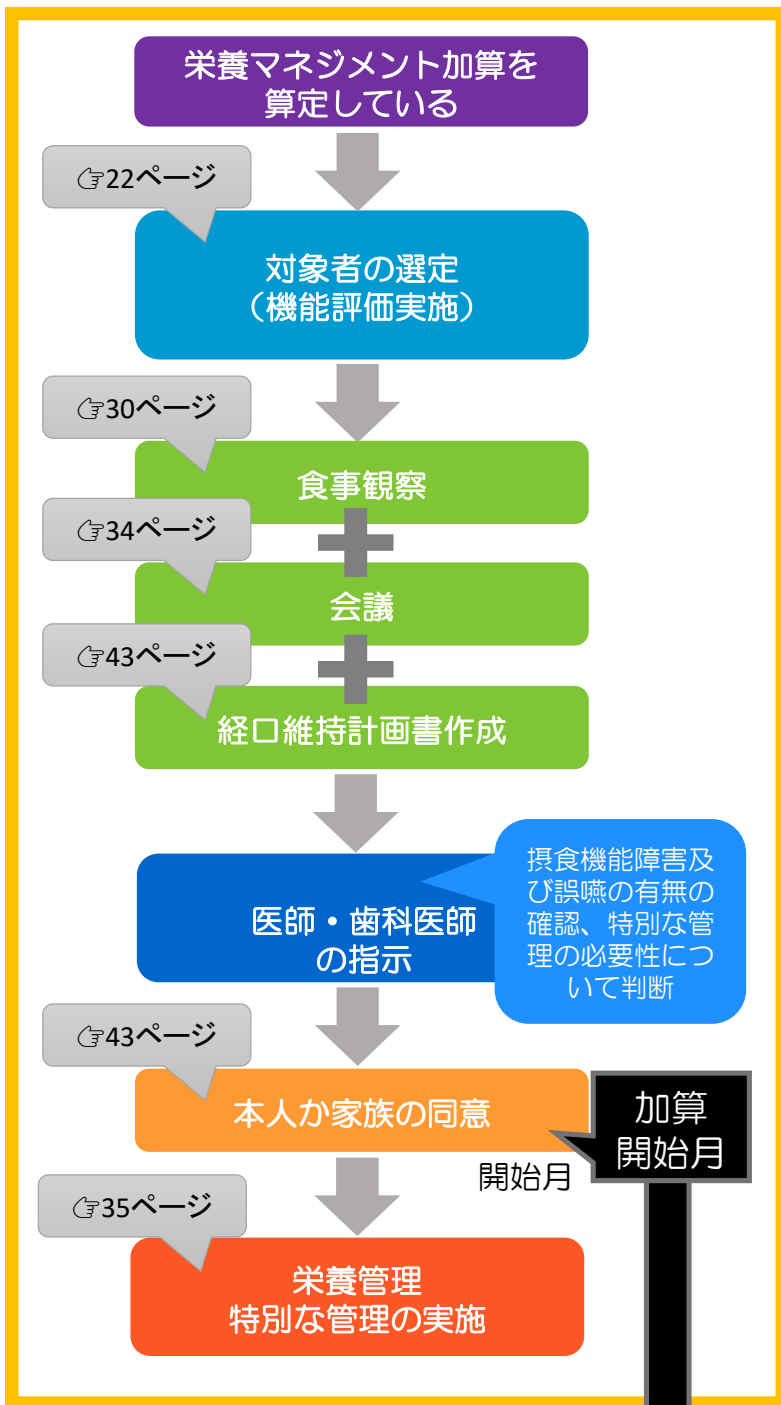 栄養マネジメント加算を
算定している
☞22ページ
対象者の選定
（機能評価実施）
☞30ページ
食事観察
☞34ページ
会議
☞43ページ
経口維持計画書作成
医師・歯科医師
の指示
摂食機能障害及
び誤嚥の有無の
確認、特別な管
理の必要性につ
いて判断
☞43ページ
本人か家族の同意
加算
開始月
開始月
☞35ページ
栄養管理
特別な管理の実施